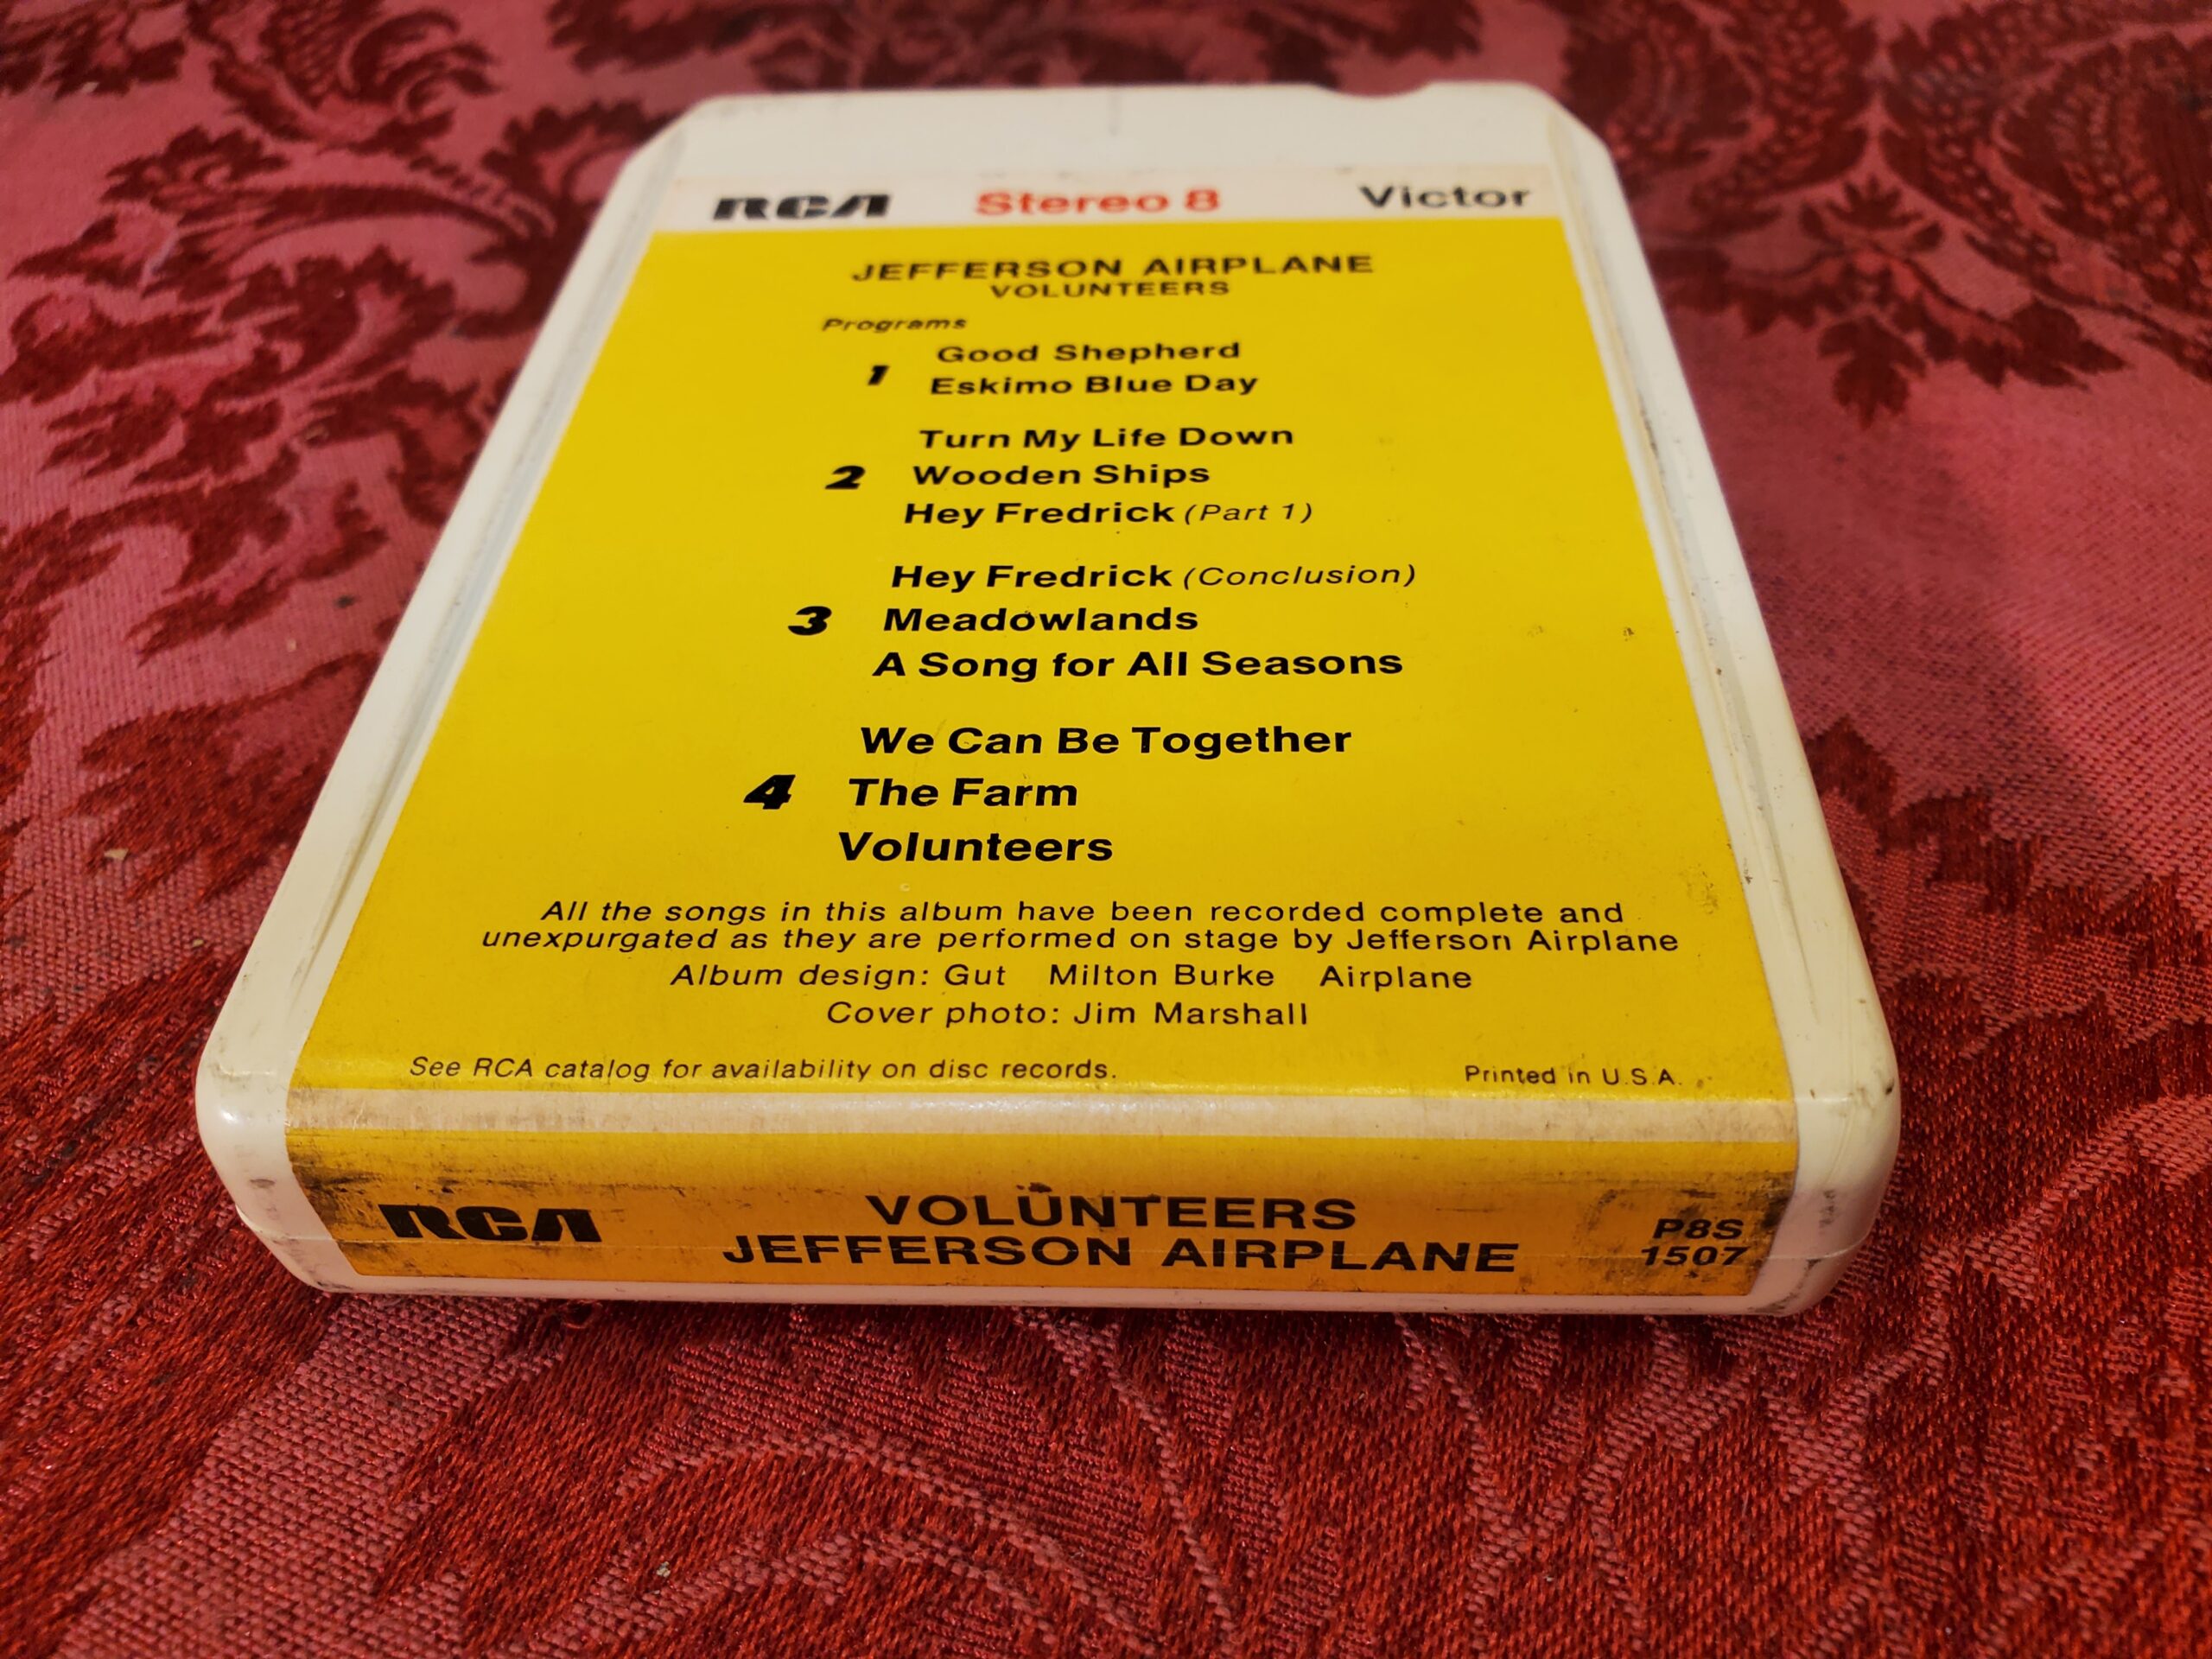 RCA Stereo 8 Victor
JEFFERSON AIRPLANE
VOLUNTEERS
Programs
1
Good Shepherd
Eskimo Blue Day
Turn My Life Down
2 Wooden Ships
Hey Fredrick (Part 1)
Hey Fredrick (Conclusion)
3 Meadowlands
A Song for All Seasons
We Can Be Together
4 The Farm
Volunteers
All the songs in this album have been recorded complete and
unexpurgated as they are performed on stage by Jefferson Airplane
Album design: Gut Milton Burke Airplane
Cover photo: Jim Marshall
See RCA catalog for availability on disc records. Printed in U.S.A.
RCA
VOLUNTEERS
JEFFERSON AIRPLANE
P8S
1507